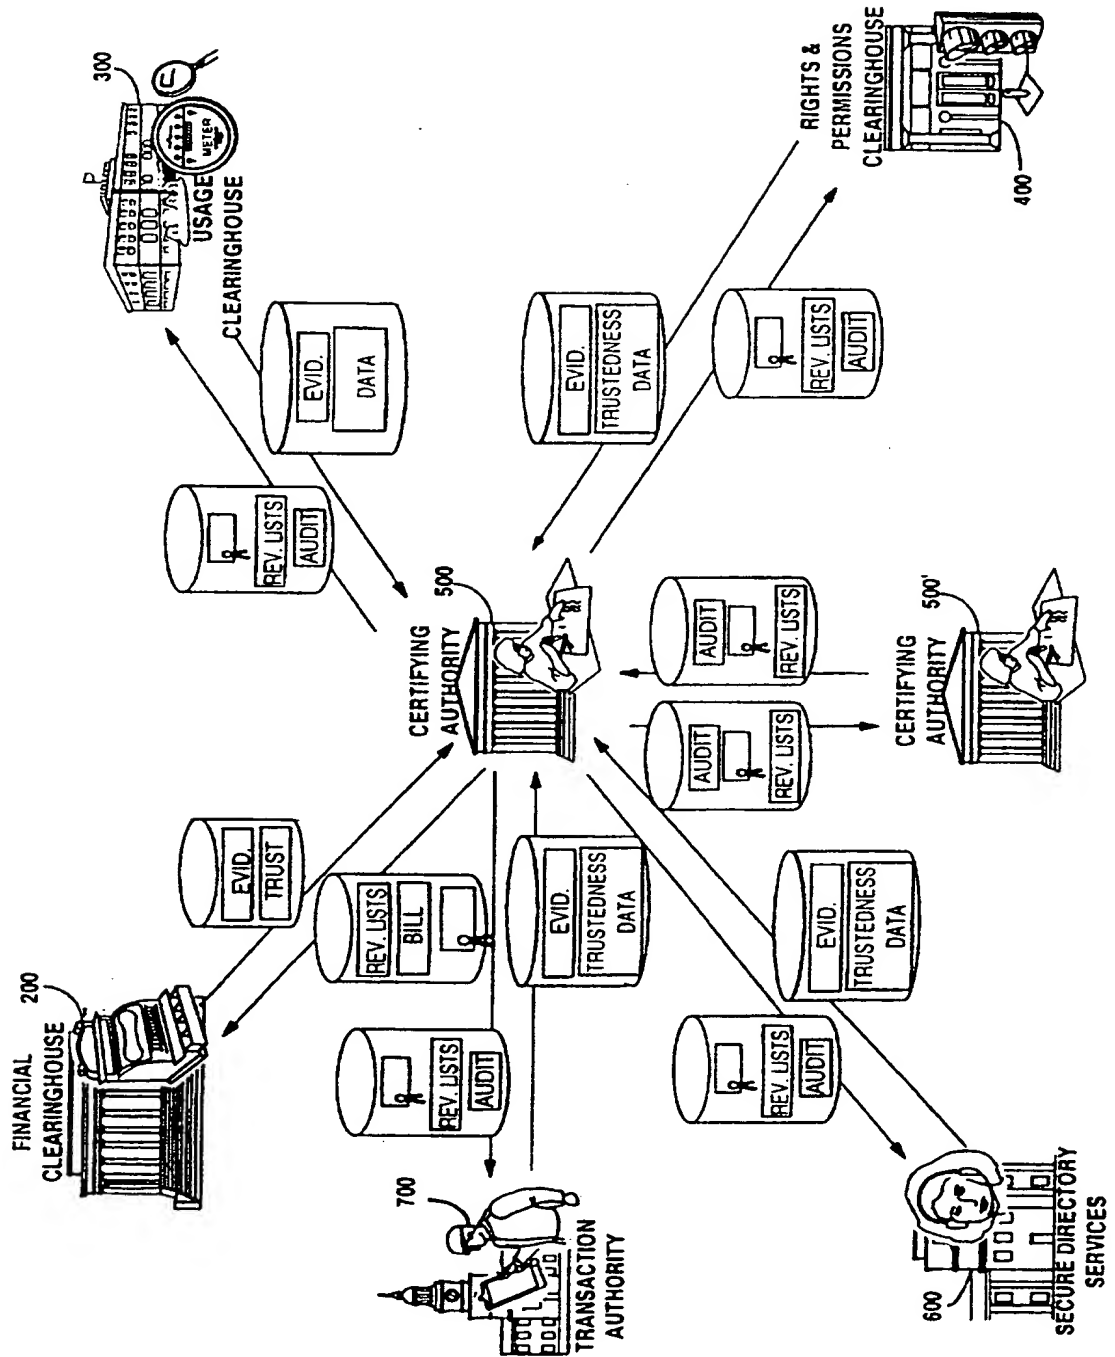 FINANCIAL
CLEARINGHOUSE
200
EVID.
TRUST
REV. LISTS
BILL
REV. LISTS
AUDIT
EVID.
DATA
USAGE
CLEARINGHOUSE
METER
300
TRANSACTION
AUTHORITY
700
REV. LISTS
AUDIT
EVID.
TRUSTEDNESS
DATA
CERTIFYING
AUTHORITY
500
EVID.
TRUSTEDNESS
DATA
REV. LISTS
AUDIT
RIGHTS &
PERMISSIONS
CLEARINGHOUSE
400
SECURE DIRECTORY
SERVICES
600
REV. LISTS
AUDIT
EVID.
TRUSTEDNESS
DATA
AUDIT
REV. LISTS
AUDIT
REV. LISTS
CERTIFYING
AUTHORITY
500'